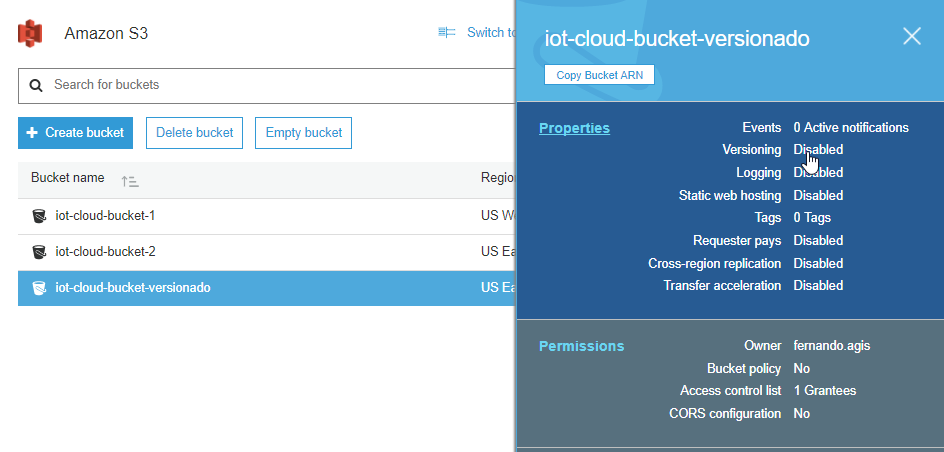 Amazon S3
Switch to
Search for buckets
Create bucket
Delete bucket
Empty bucket
Bucket name
Regio
iot-cloud-bucket-1
US W
iot-cloud-bucket-2
US Ea
iot-cloud-bucket-versionado
US Ea
iot-cloud-bucket-versionado
Copy Bucket ARN
Properties
Events 0 Active notifications
Versioning Disabled
Logging Disabled
Static web hosting Disabled
Tags 0 Tags
Requester pays Disabled
Cross-region replication Disabled
Transfer acceleration Disabled
Permissions
Owner fernando.agis
Bucket policy No
Access control list 1 Grantees
CORS configuration No